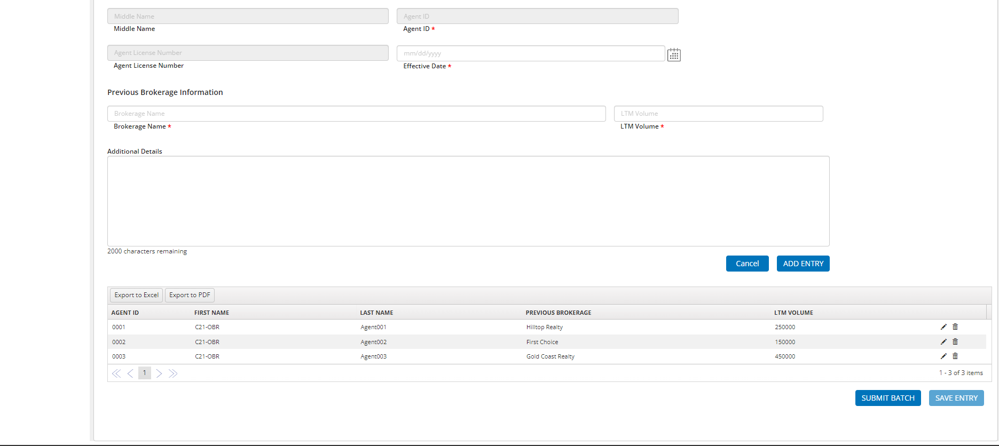 Middle Name Agent ID
Middle Name Agent ID *
Agent License Number mm/dd/yyyy
Agent License Number Effective Date *
Previous Brokerage Information
Brokerage Name LTM Volume
Brokerage Name * LTM Volume *
Additional Details
2000 characters remaining
Cancel ADD ENTRY
Export to Excel Export to PDF
AGENT ID FIRST NAME LAST NAME PREVIOUS BROKERAGE LTM VOLUME
0001 C21-OBR Agent001 Hilltop Realty 250000
0002 C21-OBR Agent002 First Choice 150000
0003 C21-OBR Agent003 Gold Coast Realty 450000
1 1 - 3 of 3 items
SUBMIT BATCH SAVE ENTRY